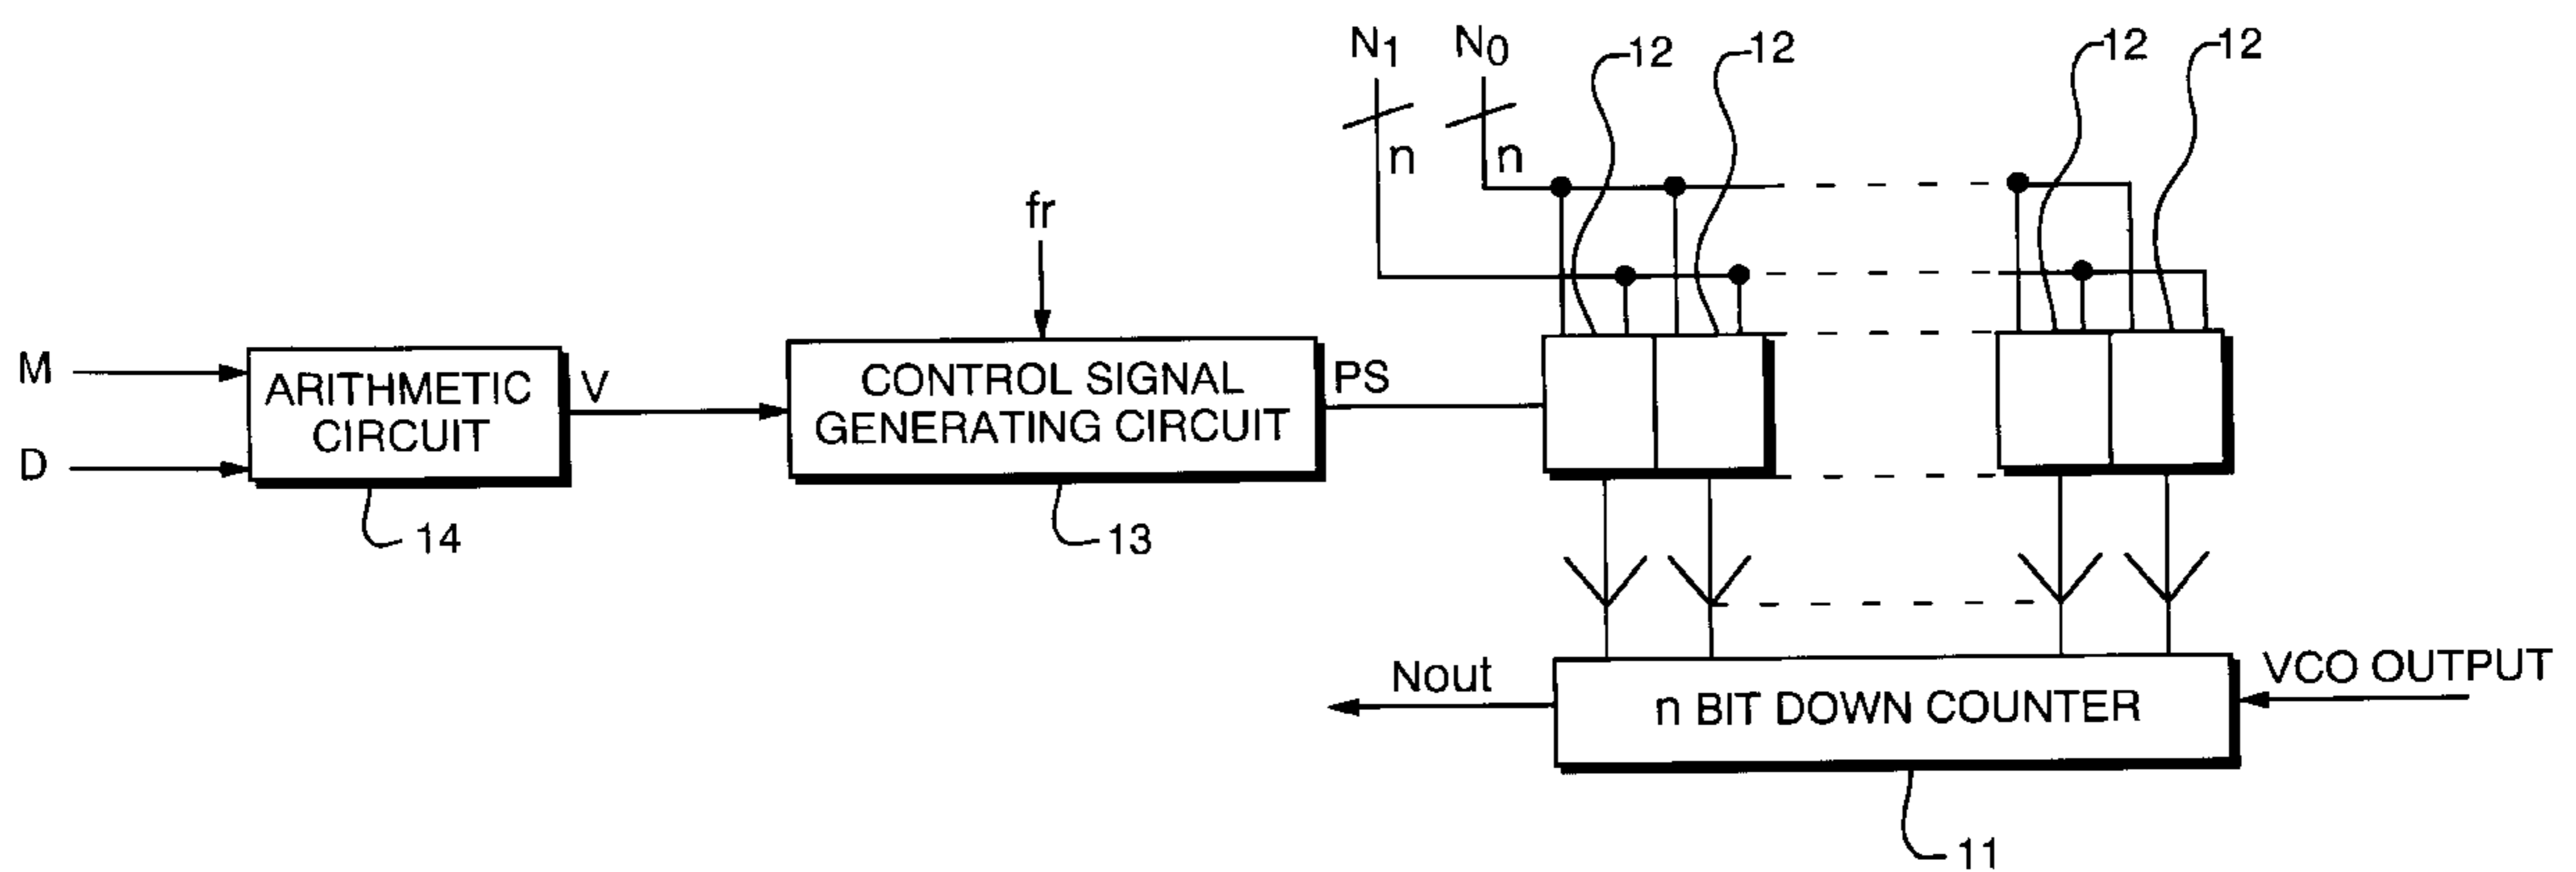 N1 N0 12 12 12 12
n n
fr
M
D
ARITHMETIC
CIRCUIT
V
CONTROL SIGNAL
GENERATING CIRCUIT
PS
14
13
Nout
n BIT DOWN COUNTER
VCO OUTPUT
11